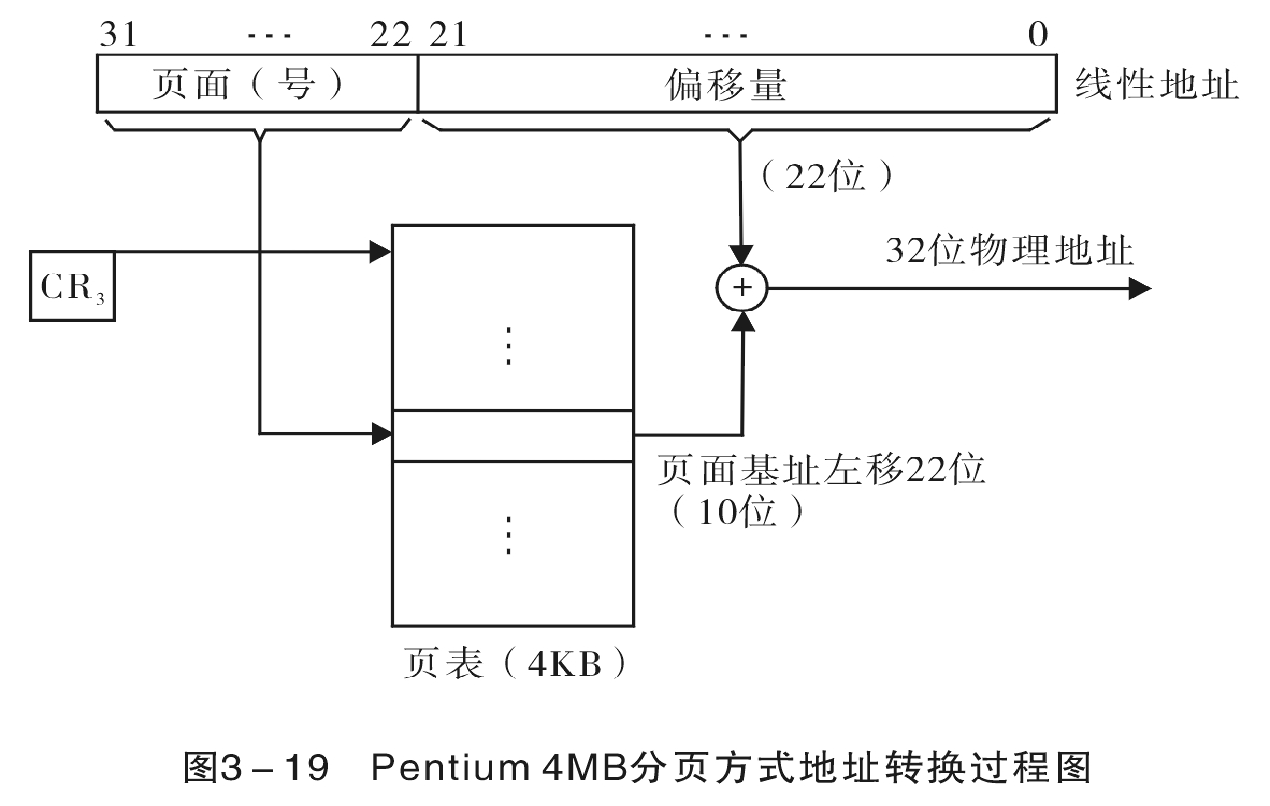 31 --- 22 21 --- 0
页面（号） 偏移量 线性地址
（22位）
32位物理地址
CR₃ +
页面基址左移22位
（10位）
页表（4KB）
图3－19 Pentium 4MB分页方式地址转换过程图